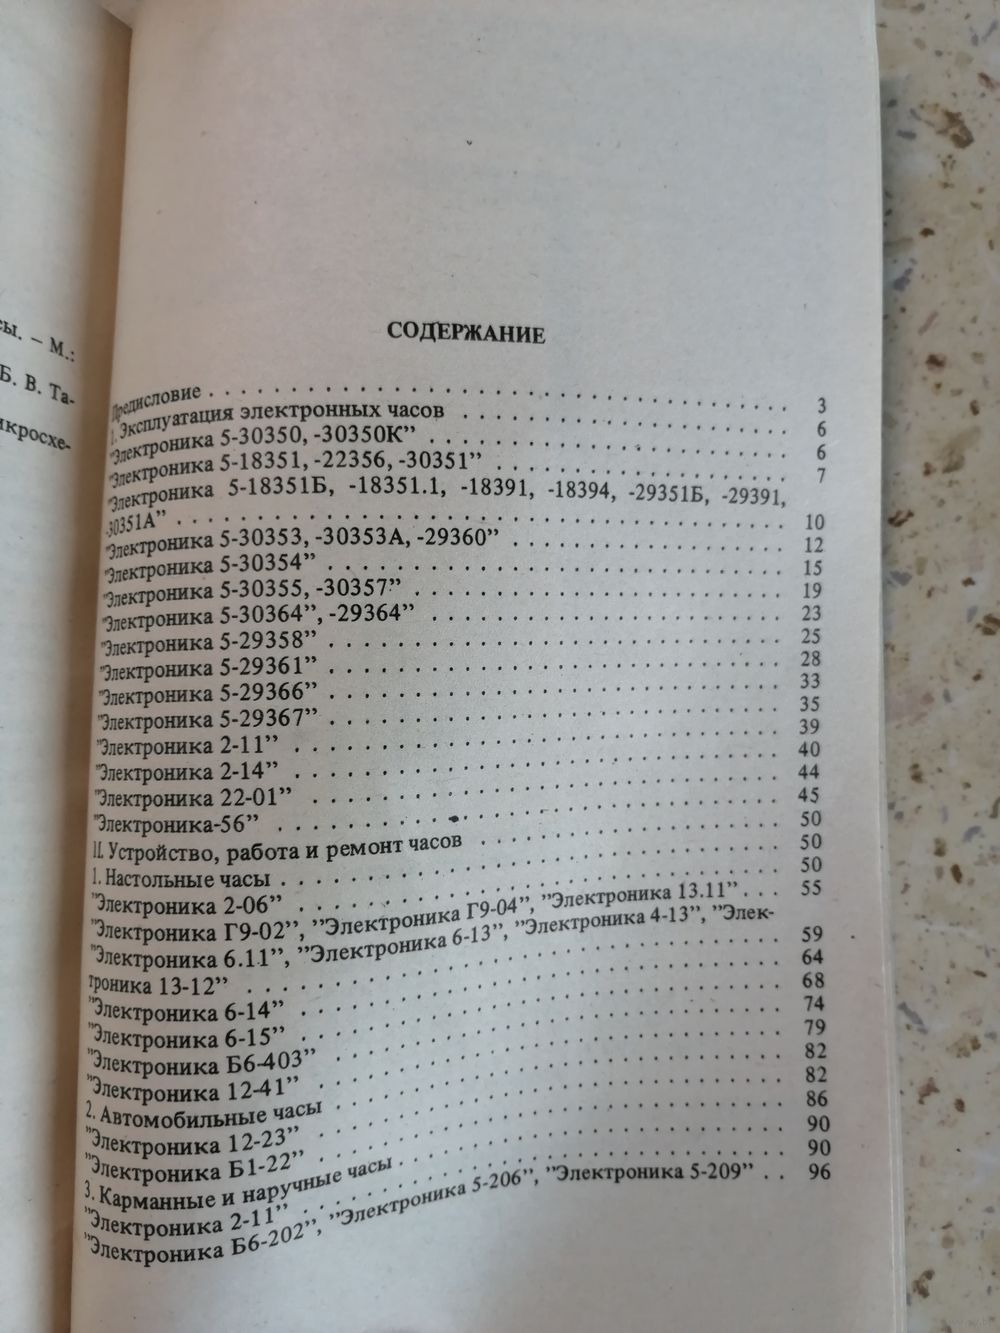 сы. – М.:
Б. В. Та-
икросхе-
СОДЕРЖАНИЕ
Предисловие . . . . . . . . . . . . . . . . . . . . 3
I. Эксплуатация электронных часов . . . . . . . . . . . . . . . 6
"Электроника 5-30350, -30350К” . . . . . . . . . . . . . . . 6
"Электроника 5-18351, -22356, -30351” . . . . . . . . . . . . . 7
"Электроника 5-18351Б, -18351.1, -18391, -18394, -29351Б, -29391,
-30351А” . . . . . . . . . . . . . . . . . . . . 10
"Электроника 5-30353, -30353А, -29360” . . . . . . . . . . . . 12
"Электроника 5-30354” . . . . . . . . . . . . . . . . . . 15
"Электроника 5-30355, -30357” . . . . . . . . . . . . . . . 19
"Электроника 5-30364”, -29364” . . . . . . . . . . . . . . . 23
"Электроника 5-29358” . . . . . . . . . . . . . . . . . . 25
"Электроника 5-29361” . . . . . . . . . . . . . . . . . . 28
"Электроника 5-29366” . . . . . . . . . . . . . . . . . . 33
"Электроника 5-29367” . . . . . . . . . . . . . . . . . . 35
"Электроника 2-11” . . . . . . . . . . . . . . . . . . . 39
"Электроника 2-14” . . . . . . . . . . . . . . . . . . . 40
"Электроника 22-01” . . . . . . . . . . . . . . . . . . . 44
"Электроника-56” . . . . . . . . . . . . . . . . . . . . 45
II. Устройство, работа и ремонт часов . . . . . . . . . . . . . 50
1. Настольные часы . . . . . . . . . . . . . . . . . . . . 50
"Электроника 2-06” . . . . . . . . . . . . . . . . . . . 50
"Электроника Г9-02”, ”Электроника Г9-04”, ”Электроника 13.11” . . . 55
"Электроника 6.11”, ”Электроника 6-13”, ”Электроника 4-13”, ”Элек-
троника 13-12” . . . . . . . . . . . . . . . . . . . . 59
"Электроника 6-14” . . . . . . . . . . . . . . . . . . . 64
"Электроника 6-15” . . . . . . . . . . . . . . . . . . . 68
"Электроника Б6-403” . . . . . . . . . . . . . . . . . . 74
"Электроника 12-41” . . . . . . . . . . . . . . . . . . . 79
2. Автомобильные часы . . . . . . . . . . . . . . . . . . 82
"Электроника 12-23” . . . . . . . . . . . . . . . . . . . 82
"Электроника Б1-22” . . . . . . . . . . . . . . . . . . . 86
3. Карманные и наручные часы . . . . . . . . . . . . . . . 90
"Электроника 2-11” . . . . . . . . . . . . . . . . . . . 90
"Электроника Б6-202”, ”Электроника 5-206”, ”Электроника 5-209” . . 96